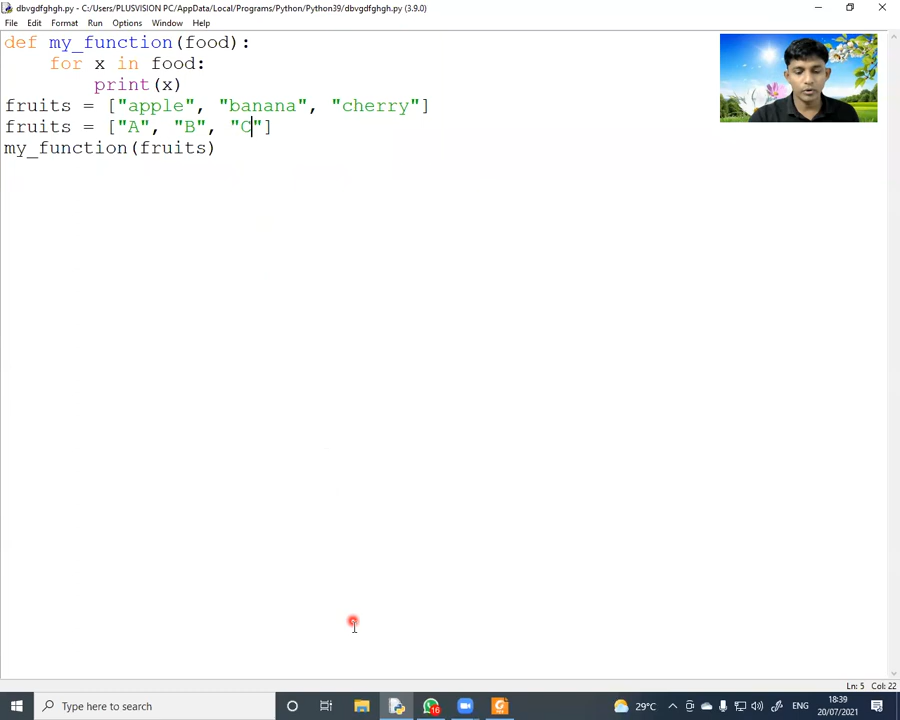 dbvgdfghgh.py - C:/Users/PLUSVISION PC/AppData/Local/Programs/Python/Python39/dbvgdfghgh.py (3.9.0)
File Edit Format Run Options Window Help
def my_function(food):
    for x in food:
        print(x)
fruits = ["apple", "banana", "cherry"]
fruits = ["A", "B", "C"]
my_function(fruits)
Ln: 5 Col: 22
Type here to search
16
29°C
ENG
18:39
20/07/2021